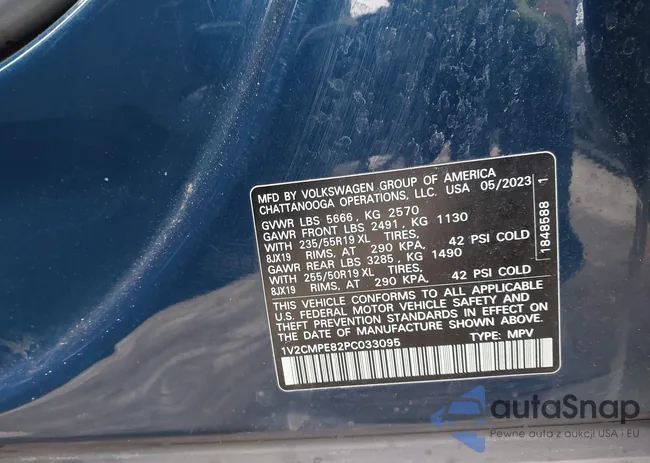 MFD BY VOLKSWAGEN GROUP OF AMERICA
CHATTANOOGA OPERATIONS, LLC. USA 05/2023
GVWR LBS 5666 , KG 2570
GAWR FRONT LBS 2491 , KG 1130
WITH 235/55R19 XL TIRES,
8JX19 RIMS, AT 290 KPA. 42 PSI COLD
GAWR REAR LBS 3285 , KG 1490
WITH 255/50R19 XL TIRES,
8JX19 RIMS, AT 290 KPA. 42 PSI COLD
THIS VEHICLE CONFORMS TO ALL APPLICABLE
U.S. FEDERAL MOTOR VEHICLE SAFETY AND
THEFT PREVENTION STANDARDS IN EFFECT ON
THE DATE OF MANUFACTURE SHOWN ABOVE.
1V2CMPE82PC033095 TYPE: MPV
1848588 1
autaSnap
Pewne auta z aukcji USA i EU